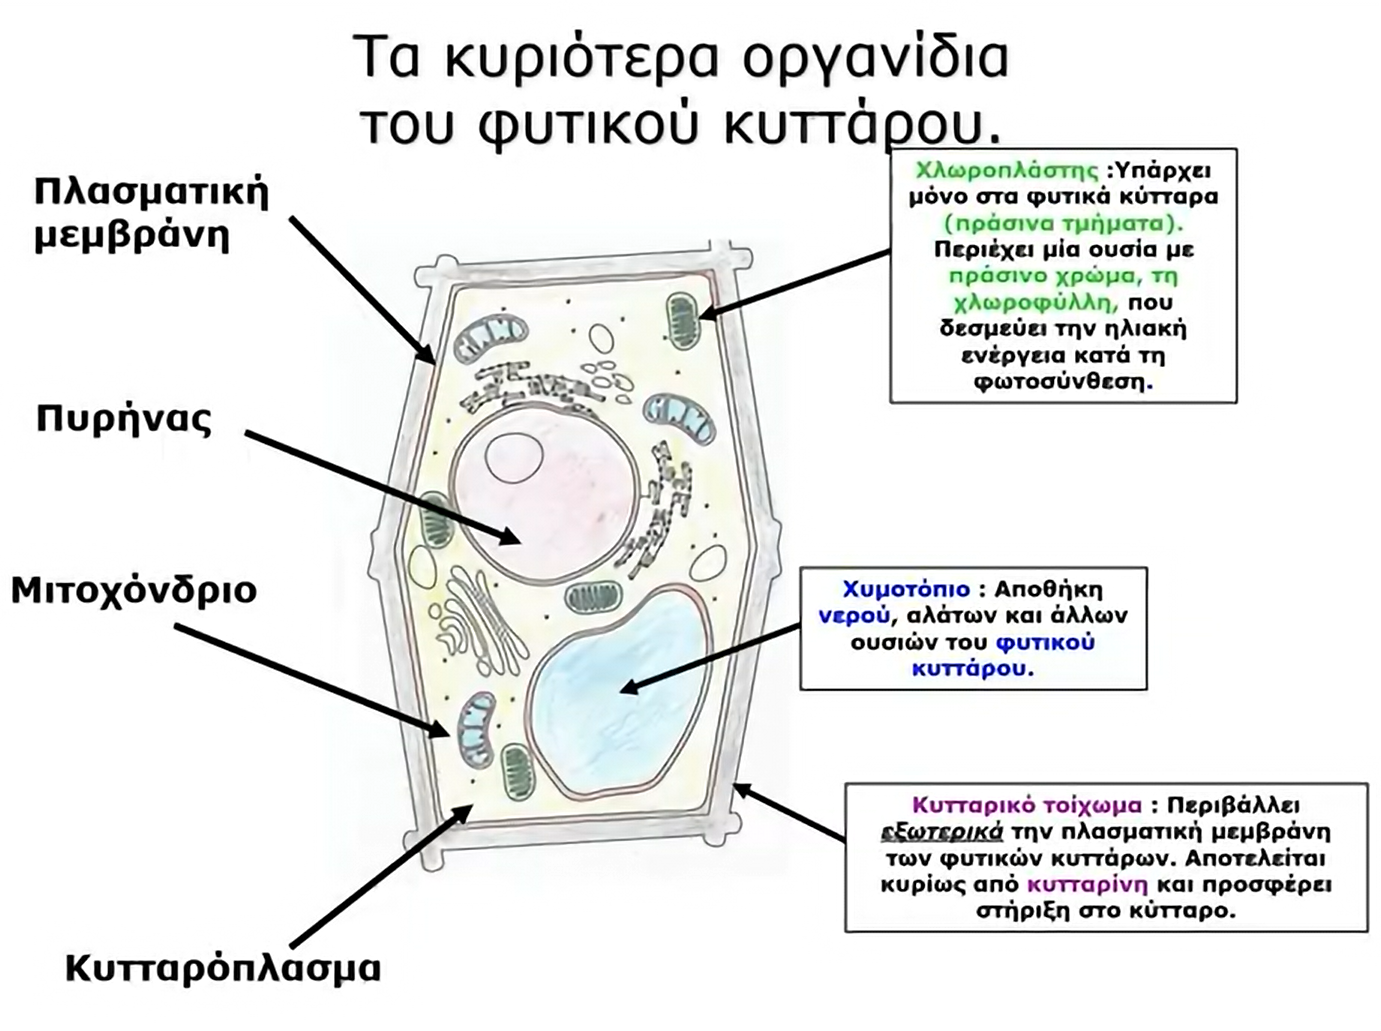 Τα κυριότερα οργανίδια
του φυτικού κυττάρου.
Πλασματική
μεμβράνη
Πυρήνας
Μιτοχόνδριο
Κυτταρόπλασμα
Χλωροπλάστης :Υπάρχει
μόνο στα φυτικά κύτταρα
(πράσινα τμήματα).
Περιέχει μία ουσία με
πράσινο χρώμα, τη
χλωροφύλλη, που
δεσμεύει την ηλιακή
ενέργεια κατά τη
φωτοσύνθεση.
Χυμοτόπιο : Αποθήκη
νερού, αλάτων και άλλων
ουσιών του φυτικού
κυττάρου.
Κυτταρικό τοίχωμα : Περιβάλλει
εξωτερικά την πλασματική μεμβράνη
των φυτικών κυττάρων. Αποτελείται
κυρίως από κυτταρίνη και προσφέρει
στήριξη στο κύτταρο.